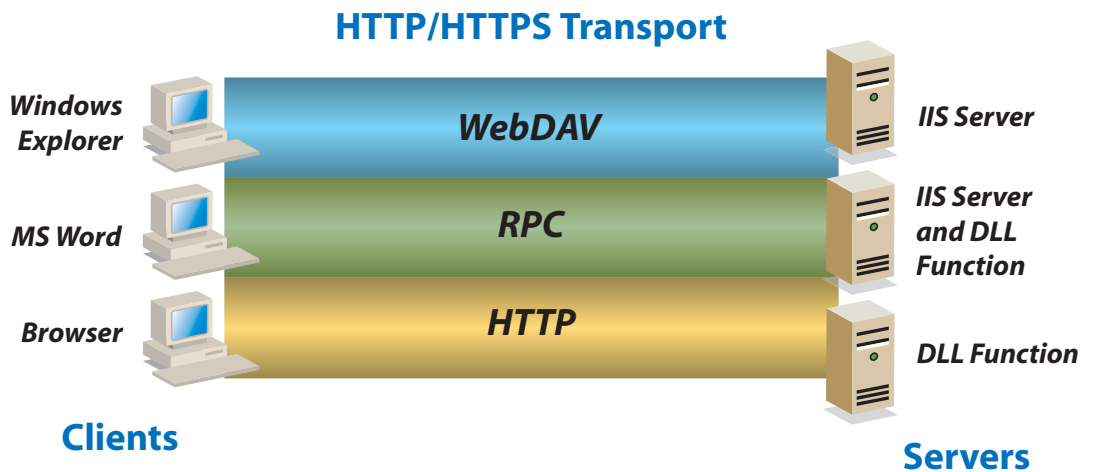 HTTP/HTTPS Transport
Windows
Explorer
WebDAV
IIS Server
MS Word
RPC
IIS Server
and DLL
Function
Browser
HTTP
DLL Function
Clients
Servers